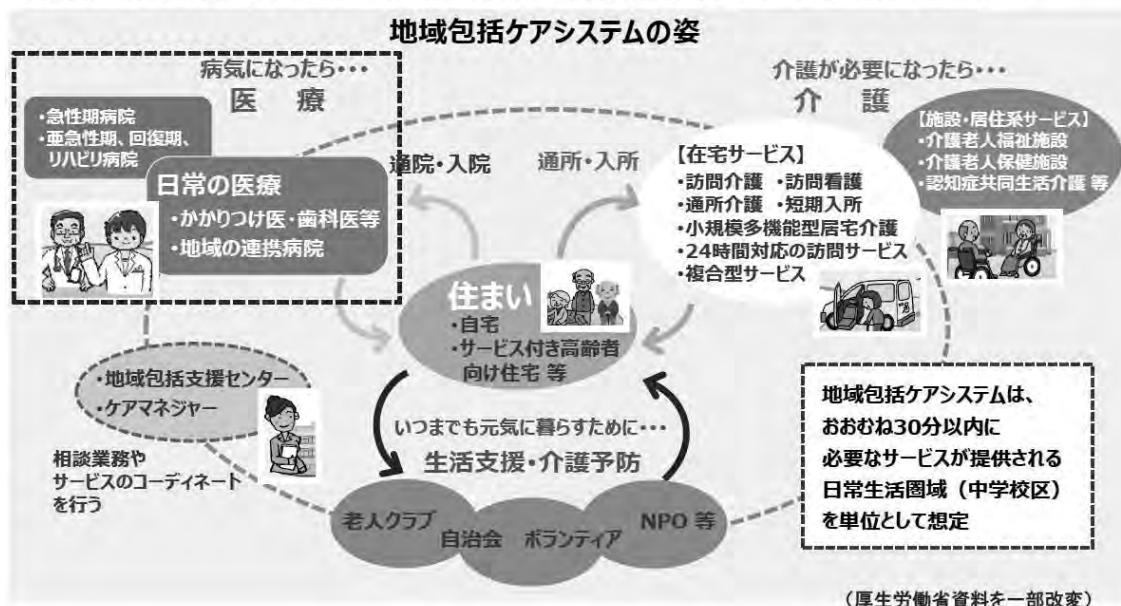 地域包括ケアシステムの姿
病気になったら･･･
医　療
･急性期病院
･亜急性期、回復期、
リハビリ病院
日常の医療
･かかりつけ医･歯科医等
･地域の連携病院
通院･入院
通所･入所
介護が必要になったら･･･
介　護
【在宅サービス】
･訪問介護　･訪問看護
･通所介護　･短期入所
･小規模多機能型居宅介護
･24時間対応の訪問サービス
･複合型サービス
【施設･居住系サービス】
･介護老人福祉施設
･介護老人保健施設
･認知症共同生活介護 等
住まい
･自宅
･サービス付き高齢者
向け住宅 等
･地域包括支援センター
･ケアマネジャー
相談業務や
サービスのコーディネート
を行う
いつまでも元気に暮らすために･･･
生活支援･介護予防
老人クラブ
自治会
ボランティア
NPO 等
地域包括ケアシステムは、
おおむね30分以内に
必要なサービスが提供される
日常生活圏域（中学校区）
を単位として想定
（厚生労働省資料を一部改変）